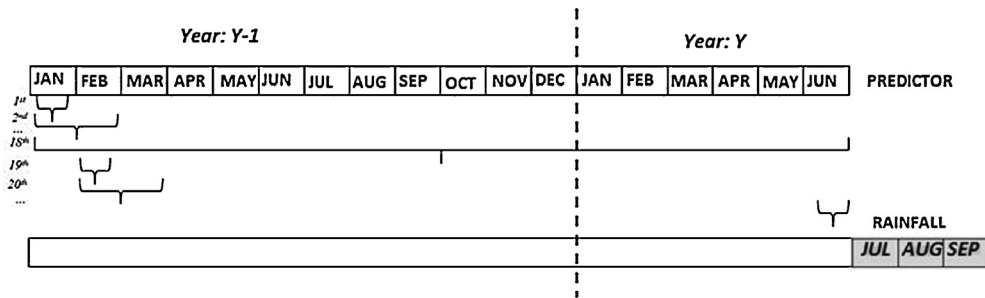 Year: Y-1
Year: Y
JAN FEB MAR APR MAY JUN JUL AUG SEP OCT NOV DEC JAN FEB MAR APR MAY JUN PREDICTOR
1st
2nd
...
18th
19th
20th
...
RAINFALL
JUL AUG SEP